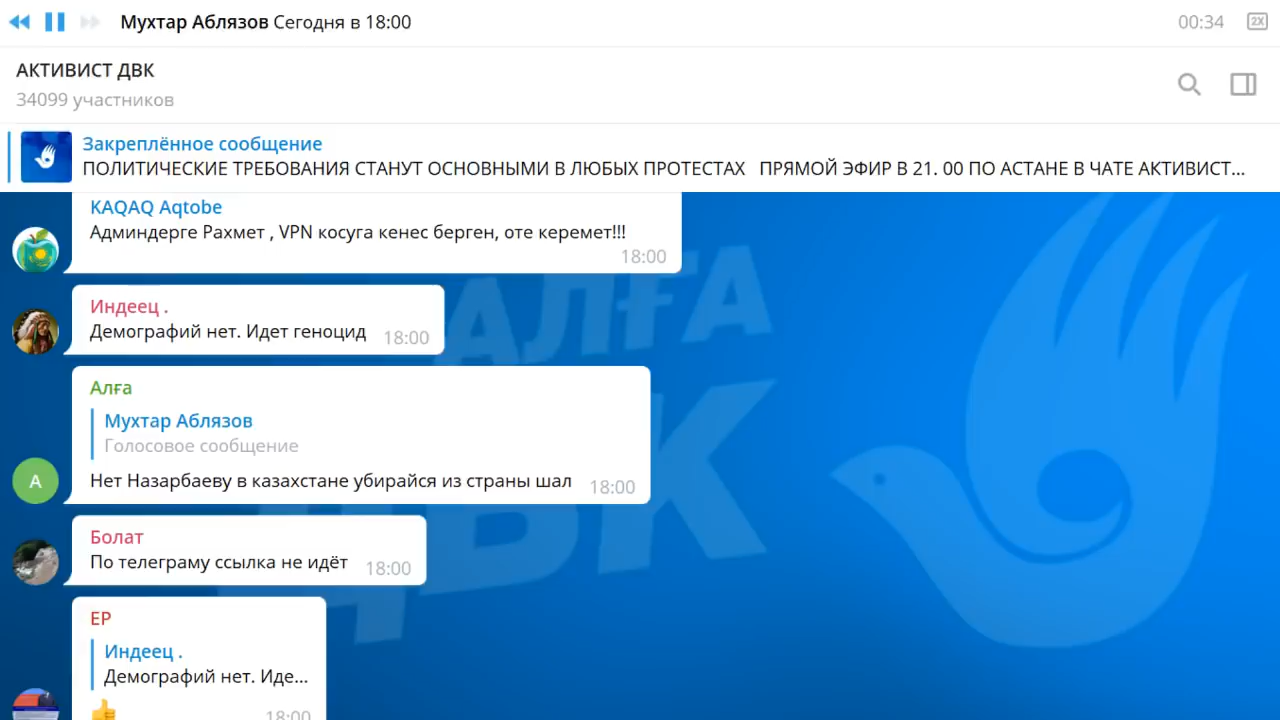 Мухтар Аблязов Сегодня в 18:00
00:34
2X
АКТИВИСТ ДВК
34099 участников
Закреплённое сообщение
ПОЛИТИЧЕСКИЕ ТРЕБОВАНИЯ СТАНУТ ОСНОВНЫМИ В ЛЮБЫХ ПРОТЕСТАХ ПРЯМОЙ ЭФИР В 21. 00 ПО АСТАНЕ В ЧАТЕ АКТИВИСТ...
KAQAQ Aqtobe
Админдерге Рахмет , VPN косуга кенес берген, оте керемет!!!
18:00
Индеец .
Демографий нет. Идет геноцид 18:00
Алға
Мухтар Аблязов
Голосовое сообщение
А
Нет Назарбаеву в казахстане убирайся из страны шал 18:00
Болат
По телеграму ссылка не идёт 18:00
ЕР
Индеец .
Демографий нет. Иде...
18:00
АЛҒА
ДВК